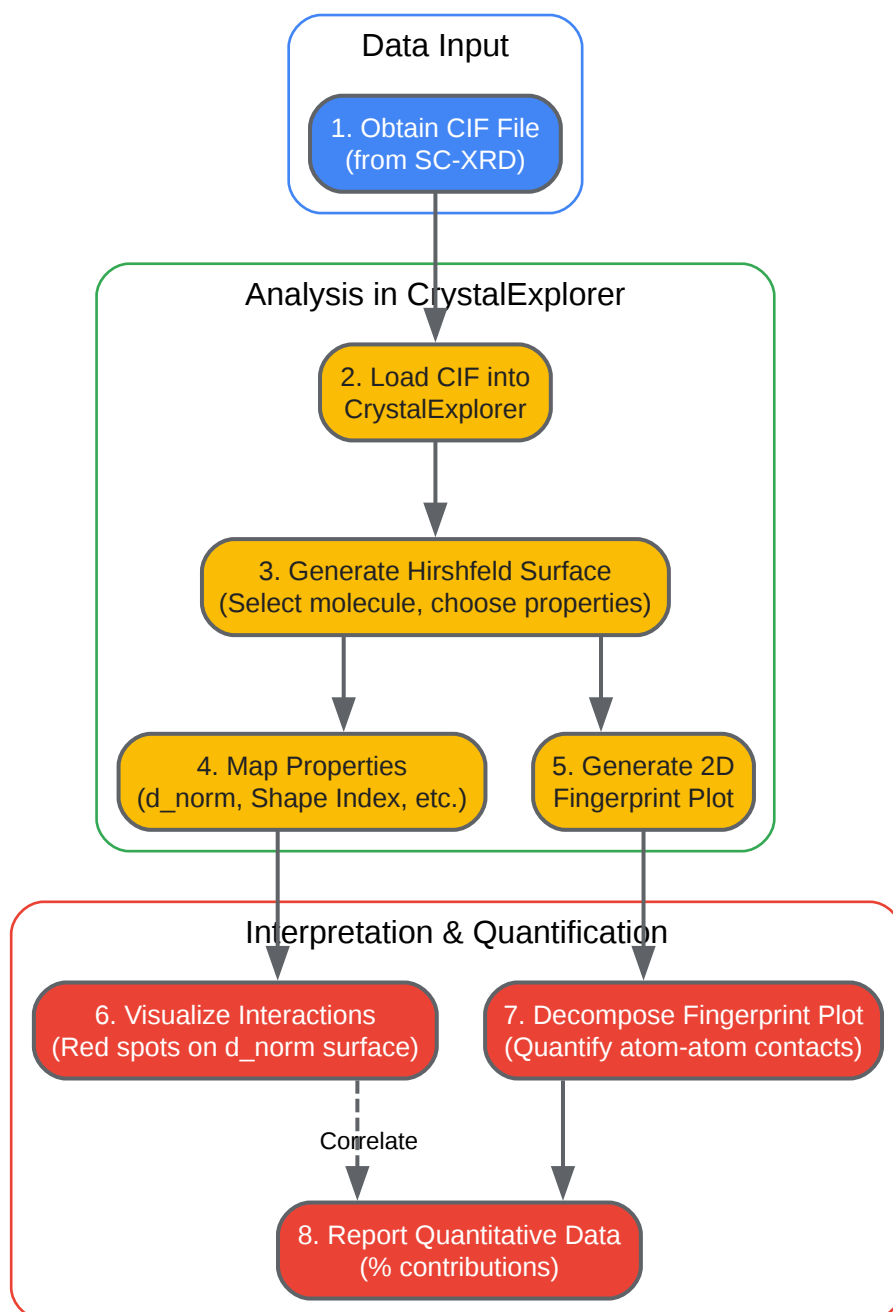 Data Input
1. Obtain CIF File
(from SC-XRD)
Analysis in CrystalExplorer
2. Load CIF into
CrystalExplorer
3. Generate Hirshfeld Surface
(Select molecule, choose properties)
4. Map Properties
(d_norm, Shape Index, etc.)
5. Generate 2D
Fingerprint Plot
Interpretation & Quantification
6. Visualize Interactions
(Red spots on d_norm surface)
7. Decompose Fingerprint Plot
(Quantify atom-atom contacts)
Correlate
8. Report Quantitative Data
(% contributions)